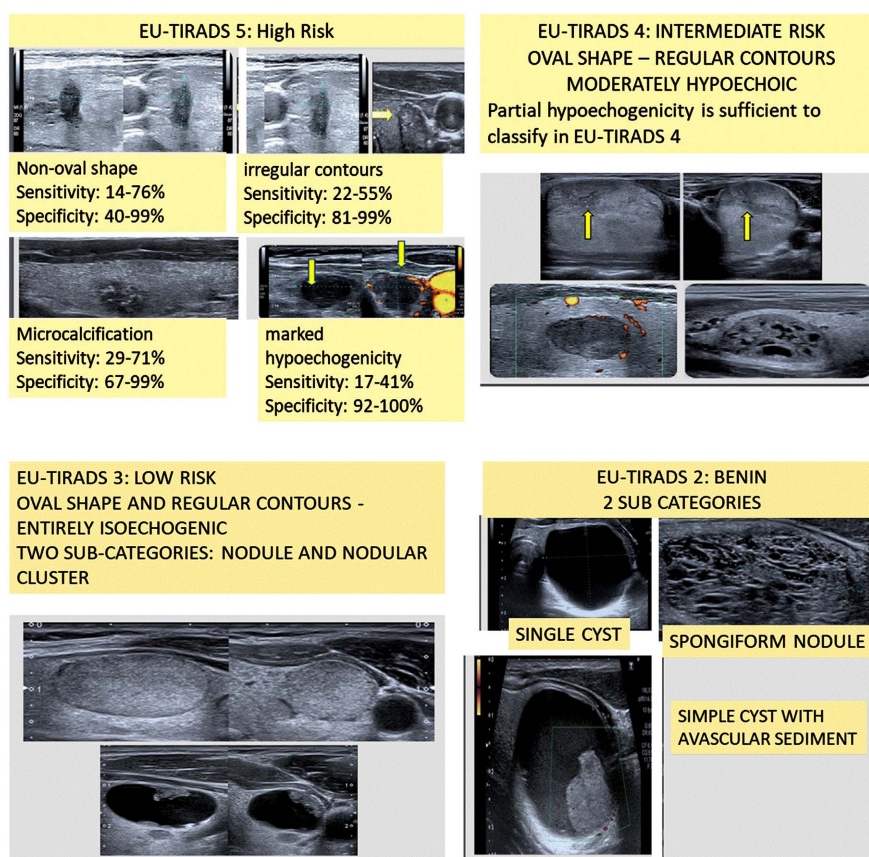 EU-TIRADS 5: High Risk
Non-oval shape
Sensitivity: 14-76%
Specificity: 40-99%
irregular contours
Sensitivity: 22-55%
Specificity: 81-99%
Microcalcification
Sensitivity: 29-71%
Specificity: 67-99%
marked
hypoechogenicity
Sensitivity: 17-41%
Specificity: 92-100%
EU-TIRADS 4: INTERMEDIATE RISK
OVAL SHAPE – REGULAR CONTOURS
MODERATELY HYPOECHOIC
Partial hypoechogenicity is sufficient to
classify in EU-TIRADS 4
EU-TIRADS 3: LOW RISK
OVAL SHAPE AND REGULAR CONTOURS -
ENTIRELY ISOECHOGENIC
TWO SUB-CATEGORIES: NODULE AND NODULAR
CLUSTER
EU-TIRADS 2: BENIN
2 SUB CATEGORIES
SINGLE CYST
SPONGIFORM NODULE
SIMPLE CYST WITH
AVASCULAR SEDIMENT